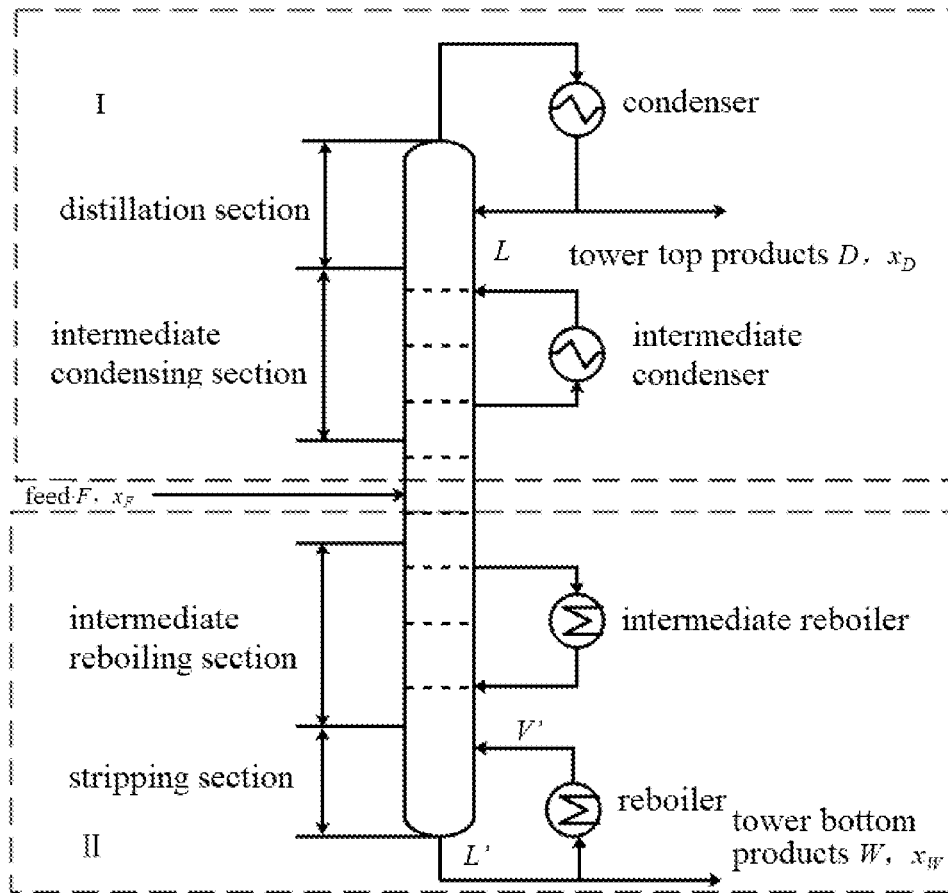 I
condenser
distillation section
L
tower top products D, x_D
intermediate
condensing section
intermediate
condenser
feed F, x_F
intermediate
reboiling section
intermediate reboiler
V'
stripping section
reboiler
tower bottom
products W, x_W
II
L'